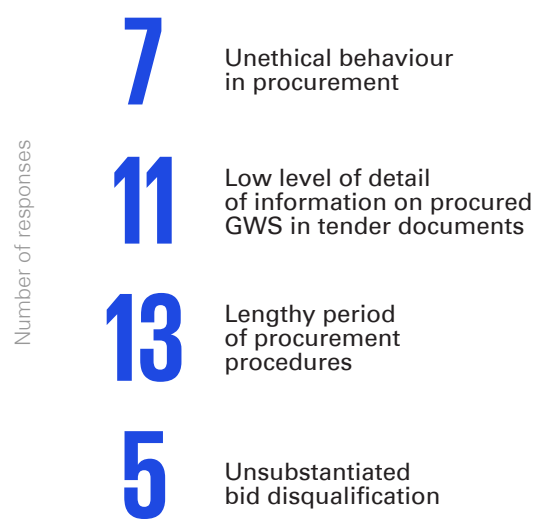 Number of responses
7
Unethical behaviour
in procurement
11
Low level of detail
of information on procured
GWS in tender documents
13
Lengthy period
of procurement
procedures
5
Unsubstantiated
bid disqualification